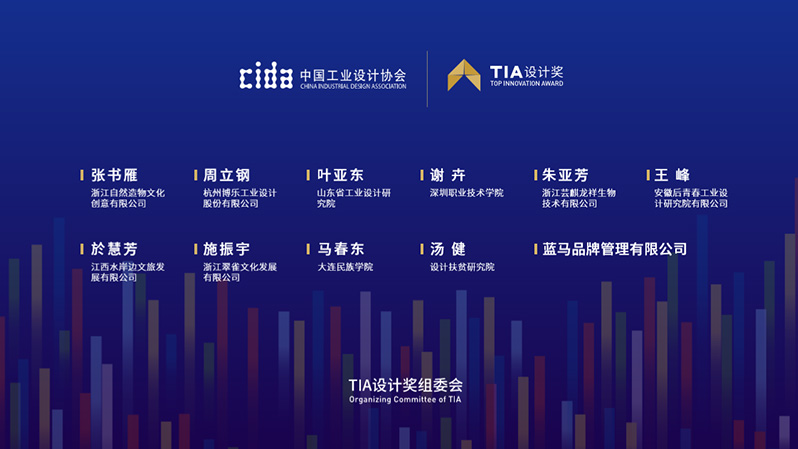 cida 中国工业设计协会
CHINA INDUSTRIAL DESIGN ASSOCIATION
TIA设计奖
TOP INNOVATION AWARD
张书雁
浙江自然造物文化
创意有限公司
周立钢
杭州博乐工业设计
股份有限公司
叶亚东
山东省工业设计研
究院
谢 卉
深圳职业技术学院
朱亚芳
浙江芸麒龙祥生物
技术有限公司
王 峰
安徽后青春工业设
计研究院有限公司
於慧芳
江西水岸边文旅发
展有限公司
施振宇
浙江翠雀文化发展
有限公司
马春东
大连民族学院
汤 健
设计扶贫研究院
蓝马品牌管理有限公司
TIA设计奖组委会
Organizing Committee of TIA